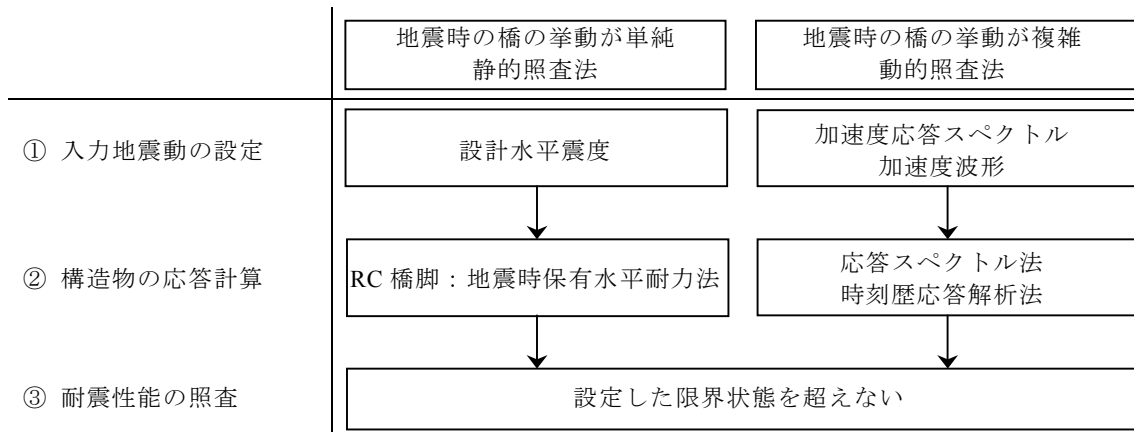 地震時の橋の挙動が単純
静的照査法
地震時の橋の挙動が複雑
動的照査法
① 入力地震動の設定
設計水平震度
加速度応答スペクトル
加速度波形
② 構造物の応答計算
RC 橋脚：地震時保有水平耐力法
応答スペクトル法
時刻歴応答解析法
③ 耐震性能の照査
設定した限界状態を超えない